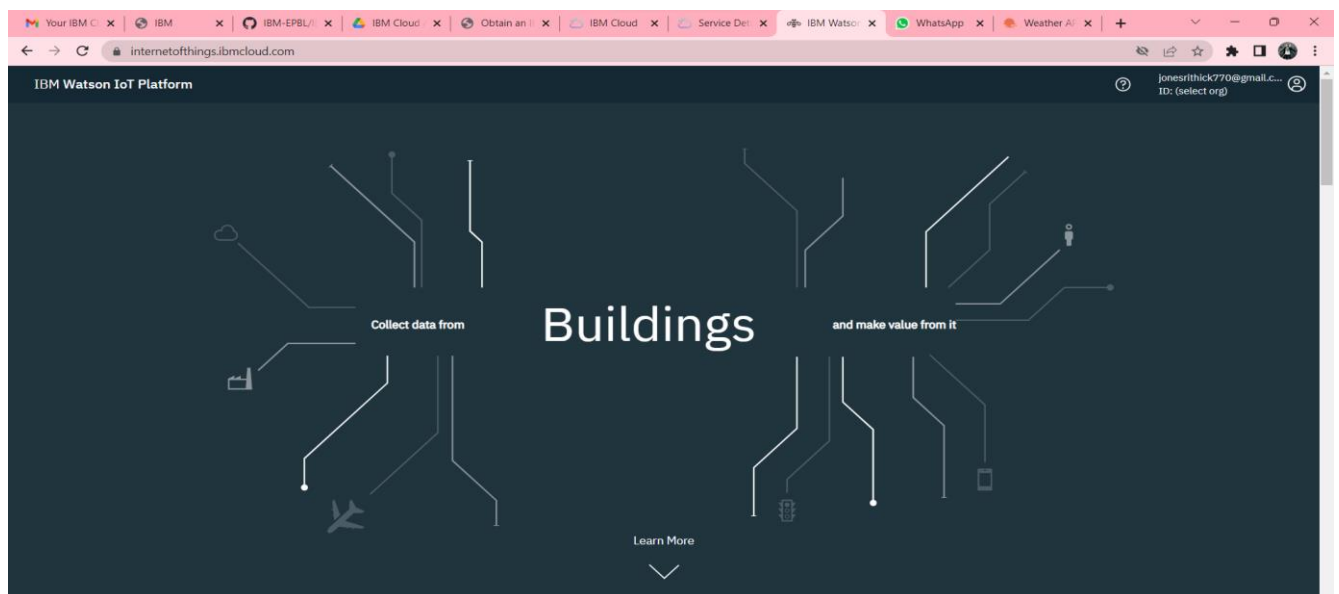 Your IBM Cl
IBM
IBM-EPBL/I
IBM Cloud
Obtain an I
IBM Cloud
Service Det
IBM Watson
WhatsApp
Weather A
internetofthings.ibmcloud.com
IBM Watson IoT Platform
jonesrithick770@gmail.c...
ID: (select org)
Collect data from
Buildings
and make value from it
Learn More